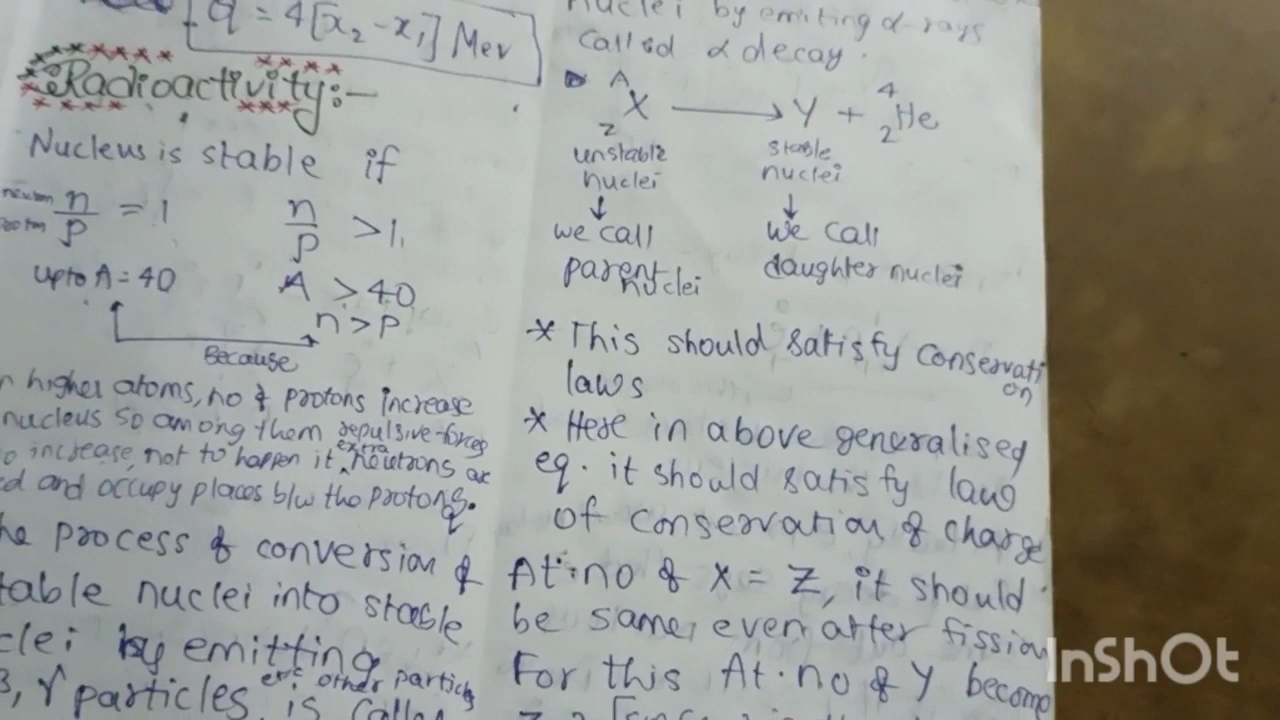 q = 4[x₂ - x₁] Mev
Radioactivity:-
Nucleus is stable if
neutron n/p = 1 n/p > 1
proton
upto A = 40 A > 40
n > p
Because
higher atoms, no of protons increase
nucleus so among them repulsive forces
increase, not to happen it extra neutrons
and occupy places b/w the protons.
process of conversion of
table nuclei into stable
clei by emitting
β, γ particles etc other particles is
nuclei by emiting α-rays
called α decay.
A 4
X ⟶ Y + He
Z 2
unstable stable
nuclei nuclei
↓ ↓
we call we call
parent nuclei daughter nuclei
* This should satisfy conservation
laws
* Here in above generalised
eq. it should satisfy law
of conservation of charge
At.no of X = Z, it should
be same, even after fission
For this At.no of Y become
InShOt